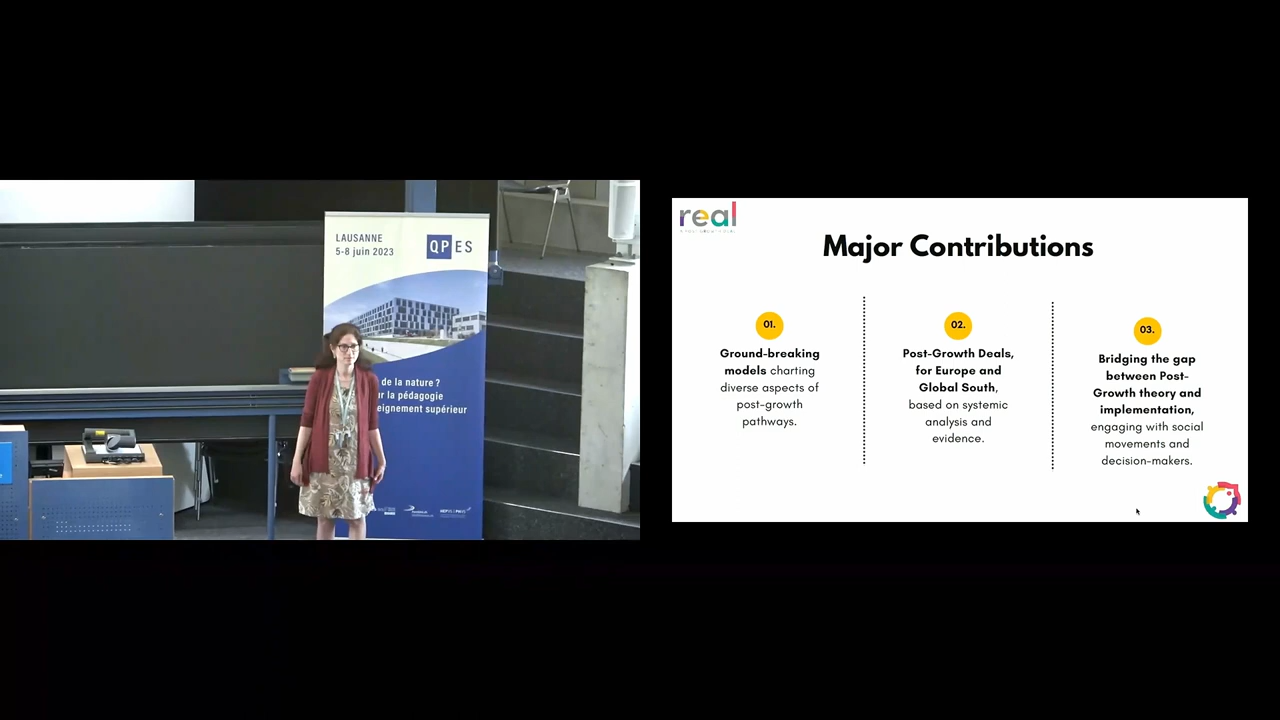 LAUSANNE
5-8 juin 2023
QPES
de la nature ?
ur la pédagogie
eignement supérieur
real
Major Contributions
01.
Ground-breaking
models charting
diverse aspects of
post-growth
pathways.
02.
Post-Growth Deals,
for Europe and
Global South,
based on systemic
analysis and
evidence.
03.
Bridging the gap
between Post-
Growth theory and
implementation,
engaging with social
movements and
decision-makers.